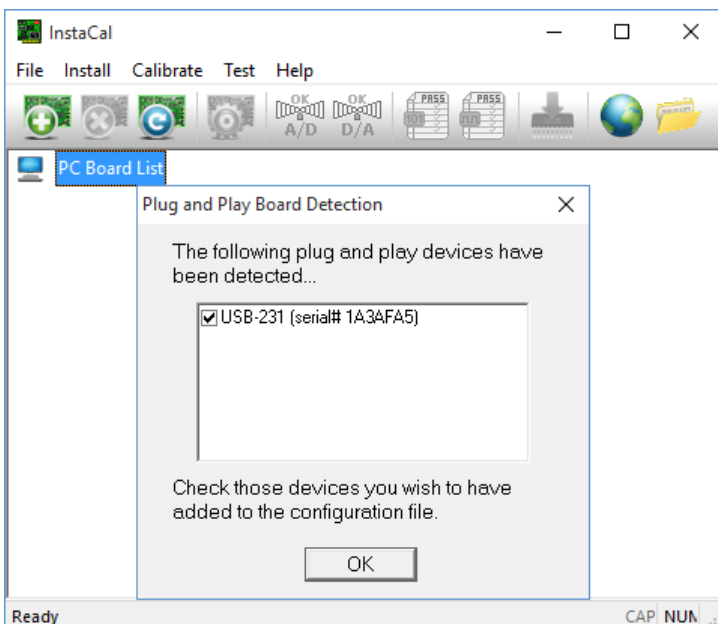 InstaCal
File Install Calibrate Test Help
OK OK PASS PASS
A/D D/A 101
PC Board List
Plug and Play Board Detection
The following plug and play devices have
been detected...
USB-231 (serial# 1A3AFA5)
Check those devices you wish to have
added to the configuration file.
OK
Ready CAP NUM